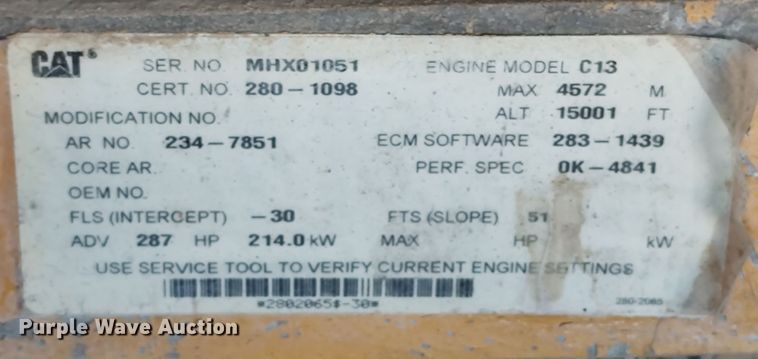 CAT SER. NO. MHX01051 ENGINE MODEL C13
CERT. NO. 280-1098 MAX 4572 M
MODIFICATION NO. ALT 15001 FT
AR NO. 234-7851 ECM SOFTWARE 283-1439
CORE AR. PERF. SPEC 0K-4841
OEM NO.
FLS (INTERCEPT) -30 FTS (SLOPE) 51
ADV 287 HP 214.0 kW MAX HP kW
USE SERVICE TOOL TO VERIFY CURRENT ENGINE SETTINGS
*2802065$-30*
280-2065
Purple Wave Auction